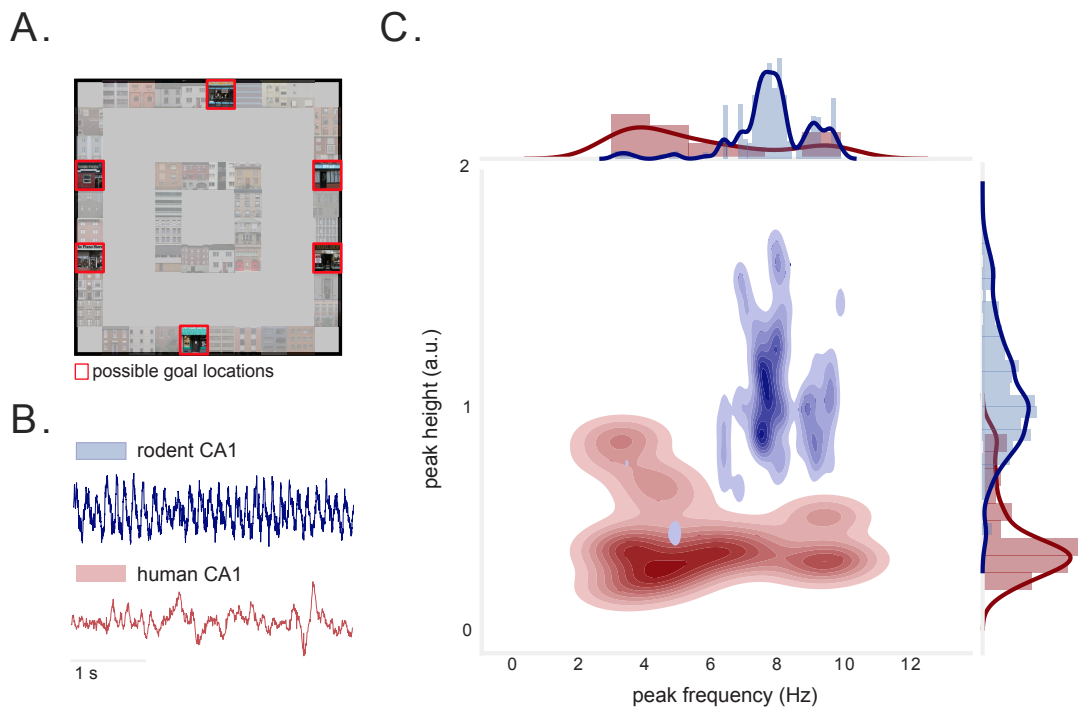 A.
possible goal locations
B.
rodent CA1
human CA1
1 s
C.
2
1
0
peak height (a.u.)
0 2 4 6 8 10 12
peak frequency (Hz)